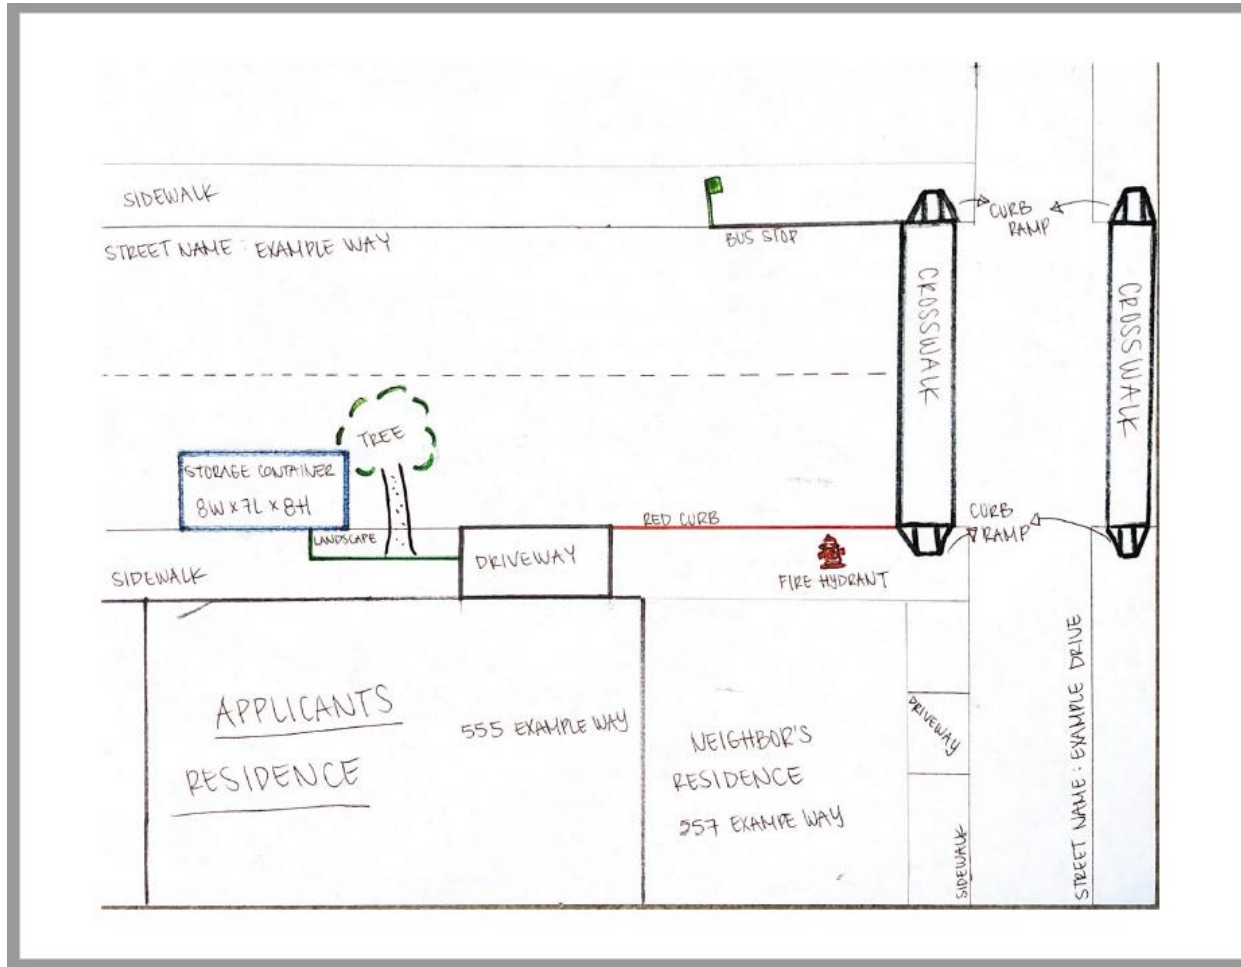 SIDEWALK
CURB
RAMP
BUS STOP
STREET NAME : EXAMPLE WAY
CROSSWALK
CROSSWALK
TREE
STORAGE CONTAINER
8W x 7L x 8H
LANDSCAPE
RED CURB
CURB
RAMP
SIDEWALK
DRIVEWAY
FIRE HYDRANT
APPLICANTS
RESIDENCE
555 EXAMPLE WAY
NEIGHBOR'S
RESIDENCE
557 EXAMPE WAY
DRIVEWAY
SIDEWALK
STREET NAME : EXAMPLE DRIVE